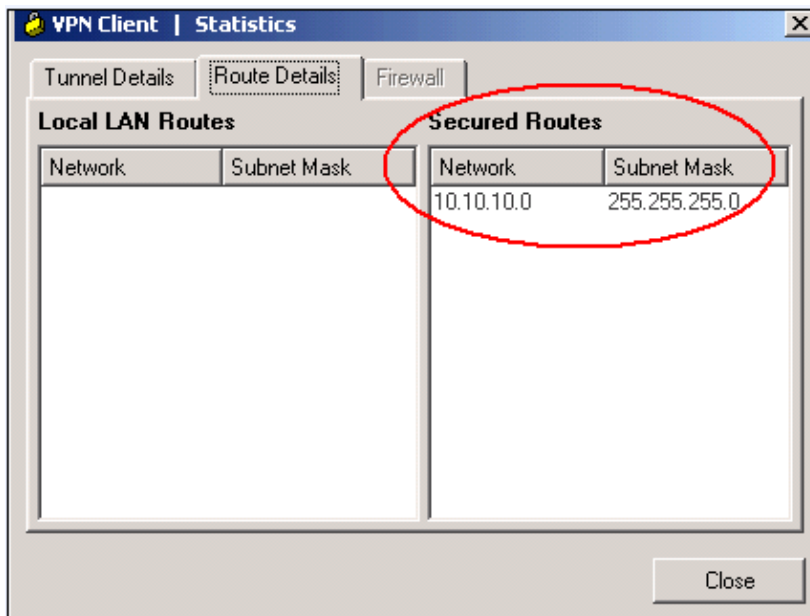 VPN Client | Statistics
Tunnel Details Route Details Firewall
Local LAN Routes Secured Routes
Network Subnet Mask Network Subnet Mask
10.10.10.0 255.255.255.0
Close